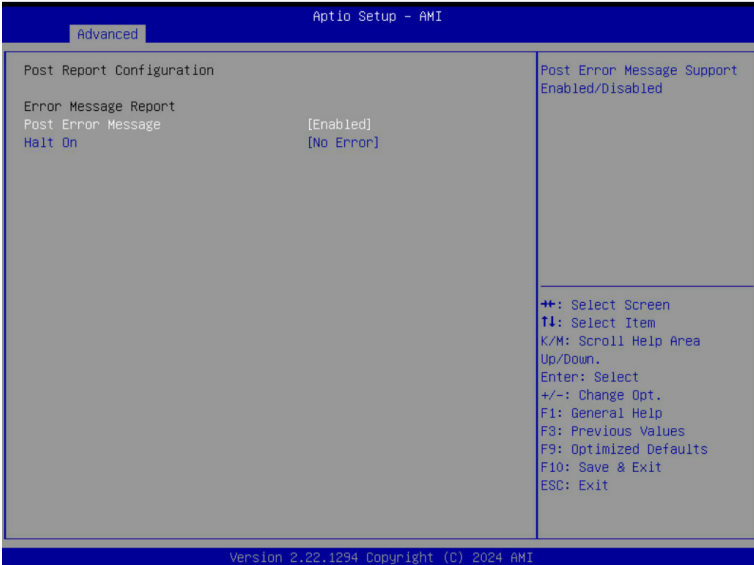 Aptio Setup - AMI
Advanced
Post Report Configuration
Error Message Report
Post Error Message [Enabled]
Halt On [No Error]
Post Error Message Support
Enabled/Disabled
→←: Select Screen
↑↓: Select Item
K/M: Scroll Help Area
Up/Down.
Enter: Select
+/-: Change Opt.
F1: General Help
F3: Previous Values
F9: Optimized Defaults
F10: Save & Exit
ESC: Exit
Version 2.22.1294 Copyright (C) 2024 AMI